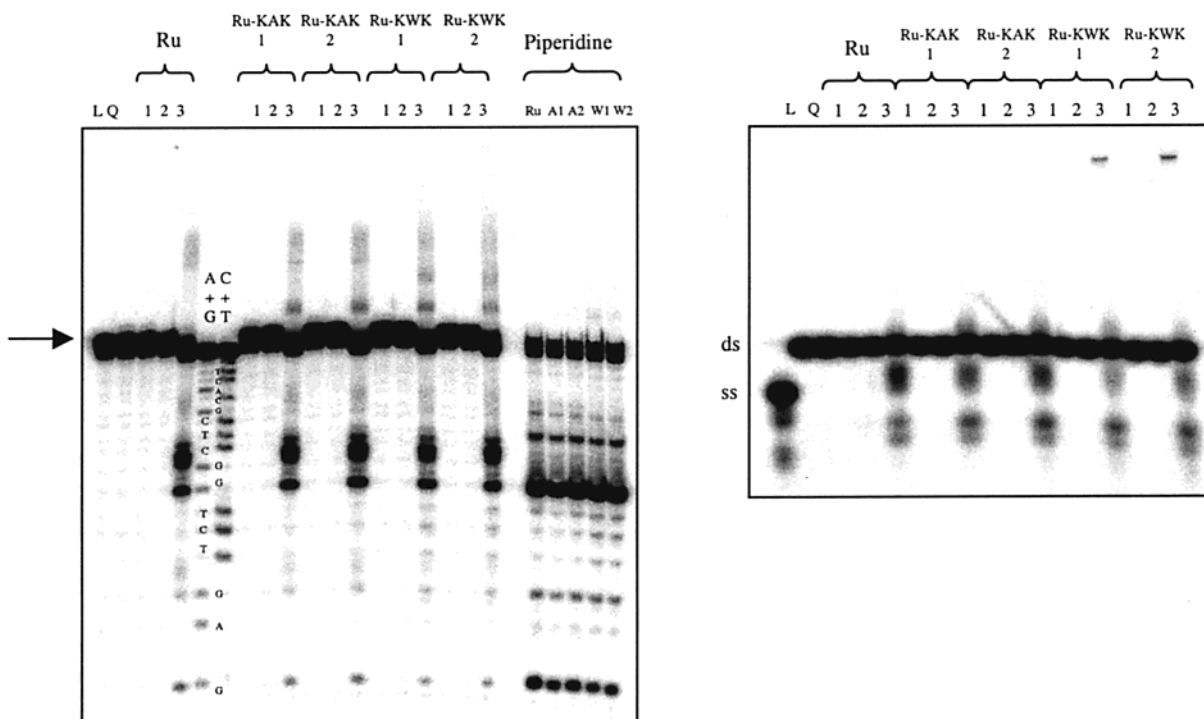 Ru-KAK Ru-KAK Ru-KWK Ru-KWK
Ru 1 2 1 2 Piperidine
L Q 1 2 3 1 2 3 1 2 3 1 2 3 1 2 3 Ru A1 A2 W1 W2
A C
+ +
G T
G
C
T
C
G
G
T
C
T
G
A
G
Ru-KAK Ru-KAK Ru-KWK Ru-KWK
Ru 1 2 1 2
L Q 1 2 3 1 2 3 1 2 3 1 2 3 1 2 3
ds
ss